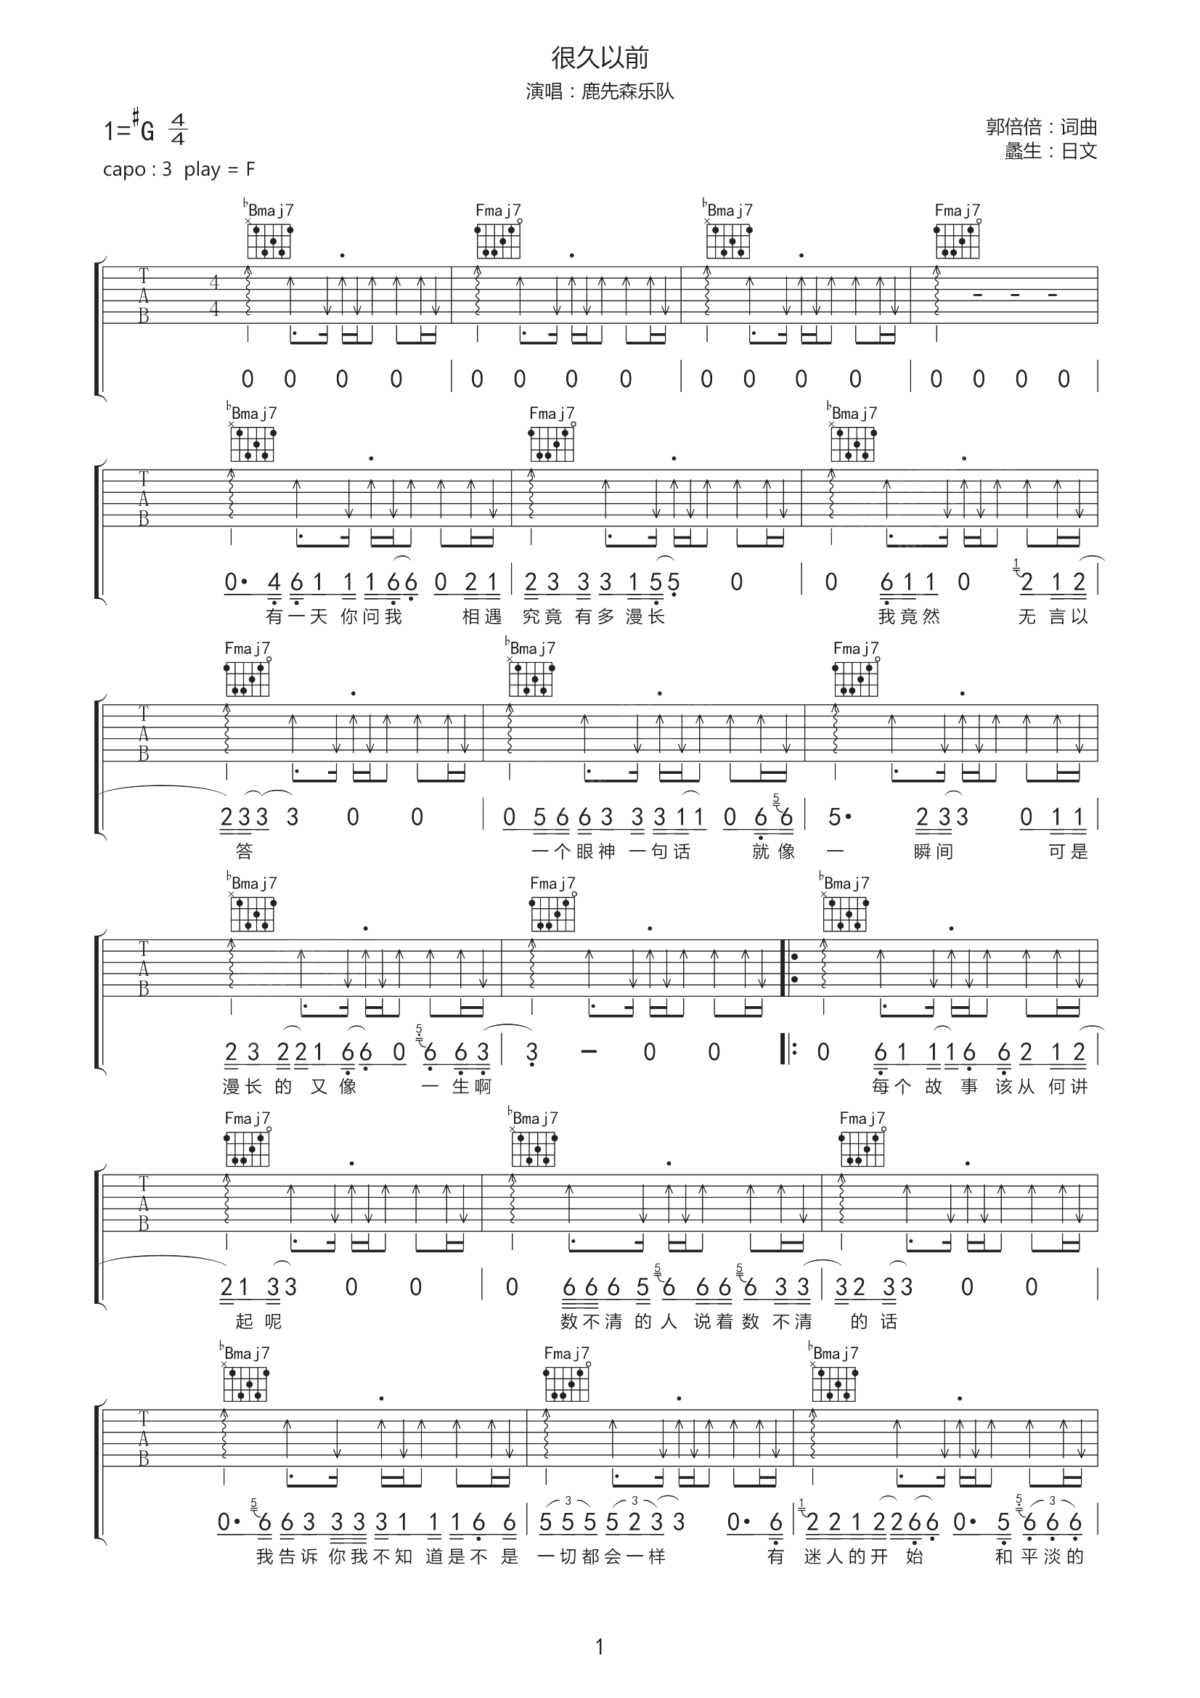 很久以前
演唱：鹿先森乐队
1=#G 4/4
郭倍倍：词曲
capo : 3 play = F
蠡生：日文
♭Bmaj7 Fmaj7 ♭Bmaj7 Fmaj7
T A B 4 4
0 0 0 0 | 0 0 0 0 | 0 0 0 0 | 0 0 0 0 |
♭Bmaj7 Fmaj7 ♭Bmaj7
T A B
0· 4 6 1 1 1 6 6 0 2 1 | 2 3 3 3 1 5 5 0 | 0 6 1 1 0 1 2 1 2 |
有一天 你问我 相遇 究竟 有多 漫长 我竟然 无 言以
Fmaj7 ♭Bmaj7 Fmaj7
T A B
2 3 3 3 0 0 | 0 5 6 6 3 3 3 1 1 0 6 5 6 | 5· 2 3 3 0 1 1 |
答 一个眼神 一句话 就像 一 瞬间 可是
♭Bmaj7 Fmaj7 ♭Bmaj7
T A B
2 3 2 2 1 6 6 0 5 6 6 3 | 3 － 0 0 |: 0 6 1 1 1 6 6 2 1 2 |
漫长的 又像 一生啊 每个 故 事 该从 何讲
Fmaj7 ♭Bmaj7 Fmaj7
T A B
2 1 3 3 0 0 | 0 6 6 6 5 5 6 6 6 5 6 3 3 | 3 2 3 3 0 0 |
起呢 数不清 的 人 说着 数 不清 的话
♭Bmaj7 Fmaj7 ♭Bmaj7
T A B
0· 5 6 6 3 3 3 3 1 1 1 6 6 | 5 5 5 5 2 3 3 0· 6 | 1 2 2 1 2 2 6 6 0· 5 5 6 6 6 |
我告诉 你我不知 道是不 是 一切都会一样 有 迷人的开 始 和平淡的
1